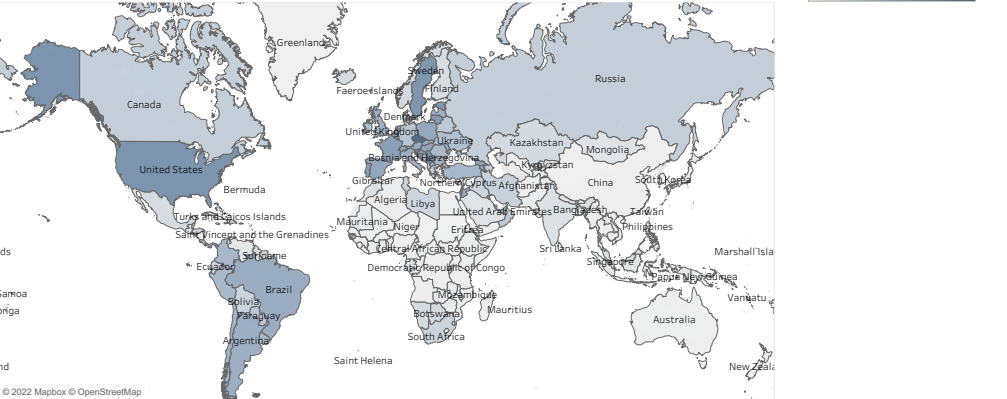 Greenland
Sweden
Russia
Faeroe Islands
Finland
Canada
Denmark
United Kingdom
Ukraine
Kazakhstan
Mongolia
Bosnia and Herzegovina
Kyrgyzstan
United States
Gibraltar
Northern Cyprus
Afghanistan
China
South Korea
Bermuda
Algeria
Libya
United Arab Emirates
Bangladesh
Taiwan
Turks and Caicos Islands
Mauritania
Niger
Eritrea
Philippines
Saint Vincent and the Grenadines
Central African Republic
Sri Lanka
Marshall Isla
ds
Suriname
Ecuador
Democratic Republic of Congo
Singapore
Papua New Guinea
Brazil
Mozambique
Vanuatu
amoa
Bolivia
Mauritius
onga
Paraguay
Botswana
Australia
Argentina
South Africa
Saint Helena
nd
New Zeala
© 2022 Mapbox © OpenStreetMap